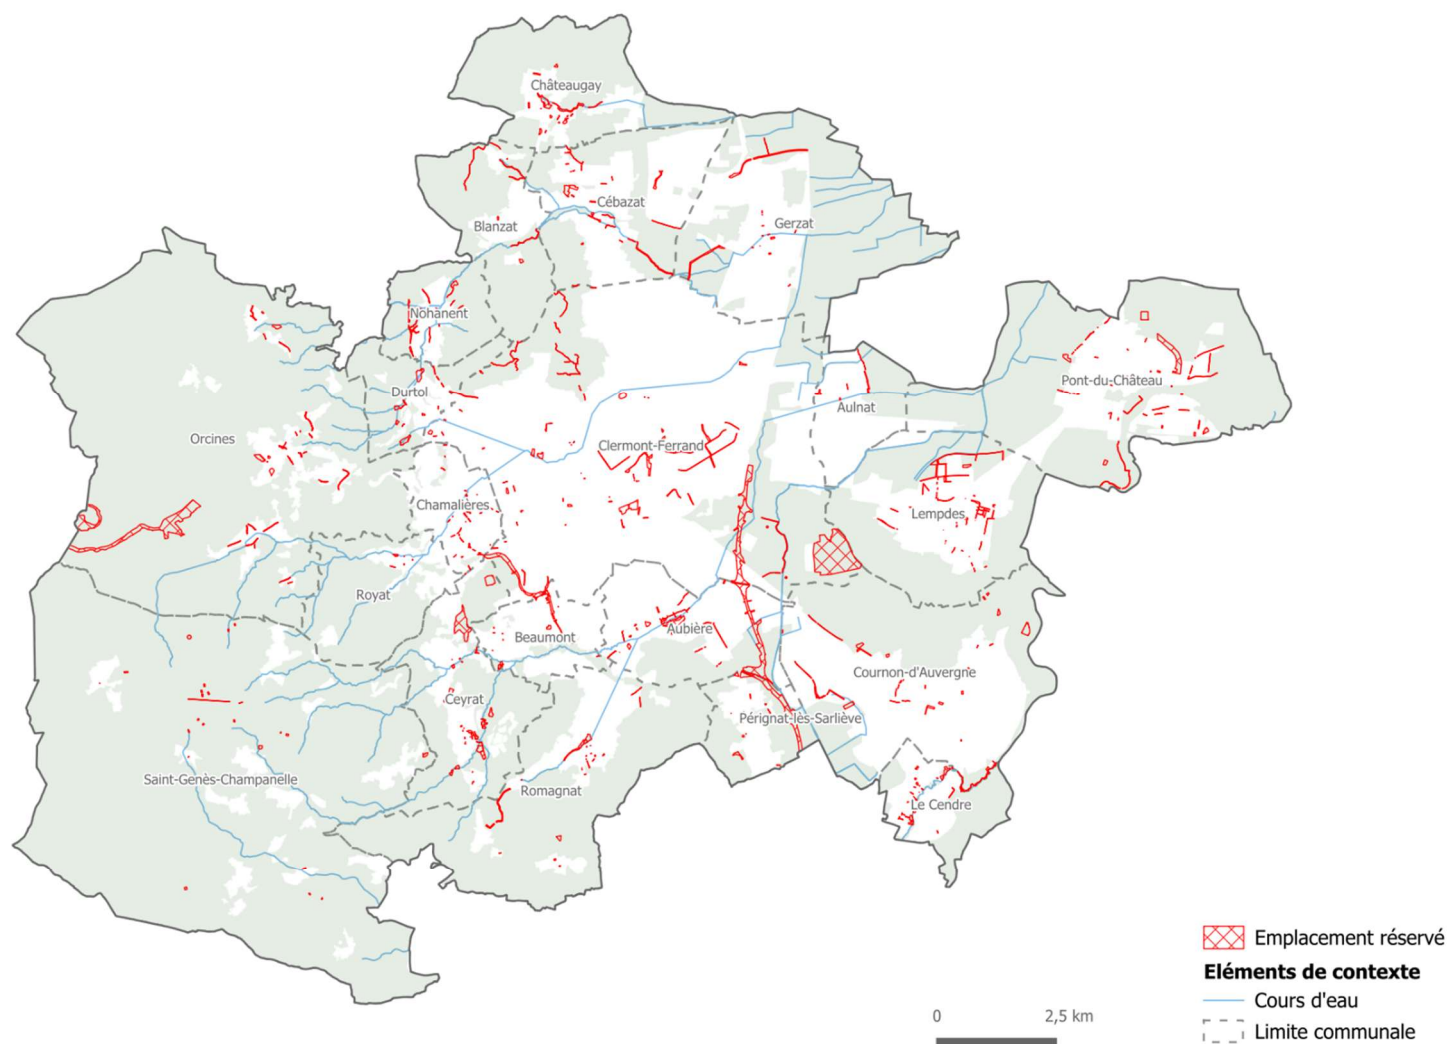 Châteaugay
Cébazat
Blanzat
Gerzat
Nohanent
Pont-du-Château
Durtol
Aulnat
Orcines
Clermont-Ferrand
Chamalières
Lempdes
Royat
Beaumont
Aubière
Cournon-d'Auvergne
Ceyrat
Pérignat-lès-Sarliève
Saint-Genès-Champanelle
Romagnat
Le Cendre
Emplacement réservé
Eléments de contexte
Cours d'eau
Limite communale
0 2,5 km